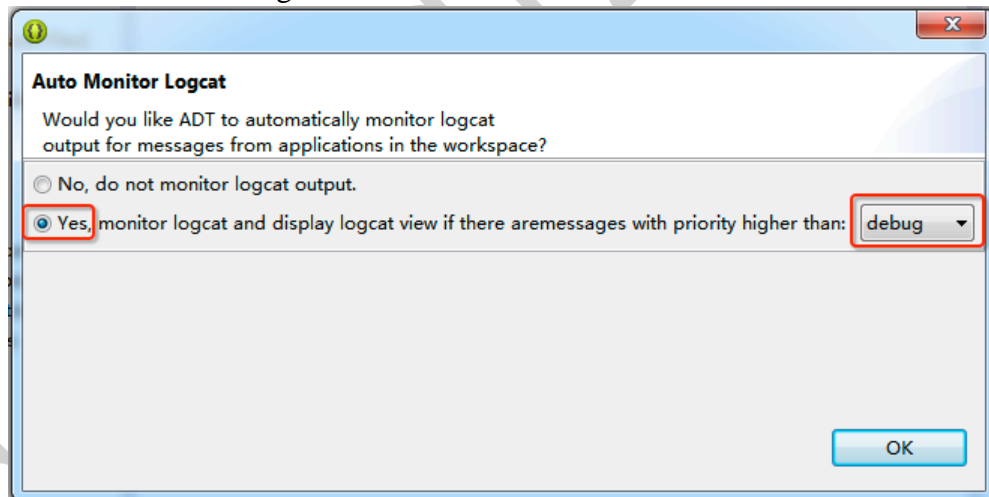 Auto Monitor Logcat
Would you like ADT to automatically monitor logcat
output for messages from applications in the workspace?
No, do not monitor logcat output.
Yes, monitor logcat and display logcat view if there aremessages with priority higher than: debug
OK